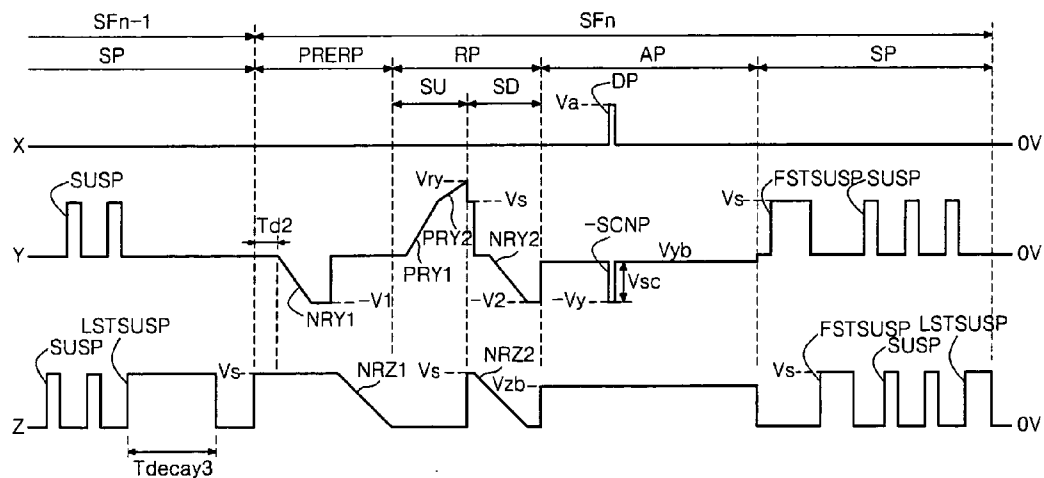 SFn-1 SFn
SP PRERP RP AP SP
SU SD DP
Va
X 0V
SUSP Vry Vs FSTSUSP SUSP
Vs
Td2 PRY2 -SCNP
Y NRY2 Vyb 0V
PRY1 Vsc
NRY1 -V1 -V2 -Vy
SUSP LSTSUSP FSTSUSP SUSP LSTSUSP
Vs NRZ1 Vs NRZ2 Vzb Vs
Z 0V
Tdecay3